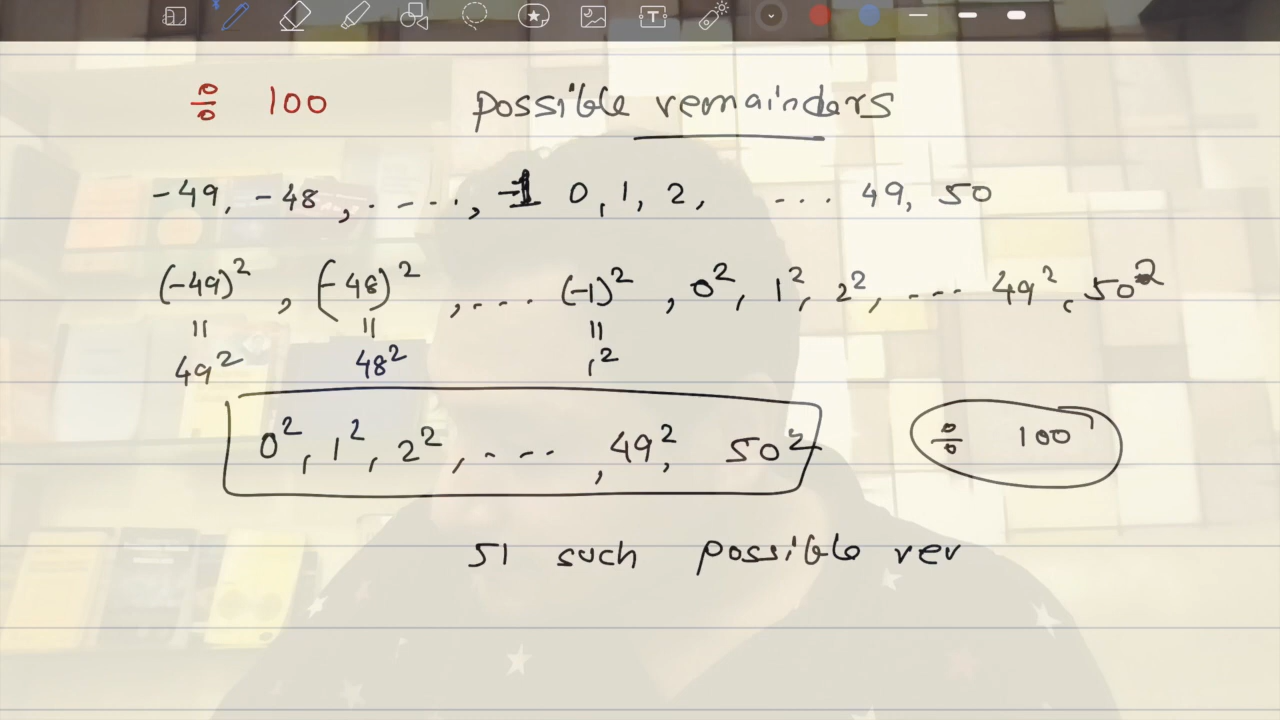 ÷ 100 possible remainders
-49, -48, ....., -1 0, 1, 2, ... 49, 50
(-49)², (-48)², .... (-1)², 0², 1², 2², ... 49², 50²
|| || ||
49² 48² 1²
0², 1², 2², ...., 49², 50² ÷ 100
51 such possible rev